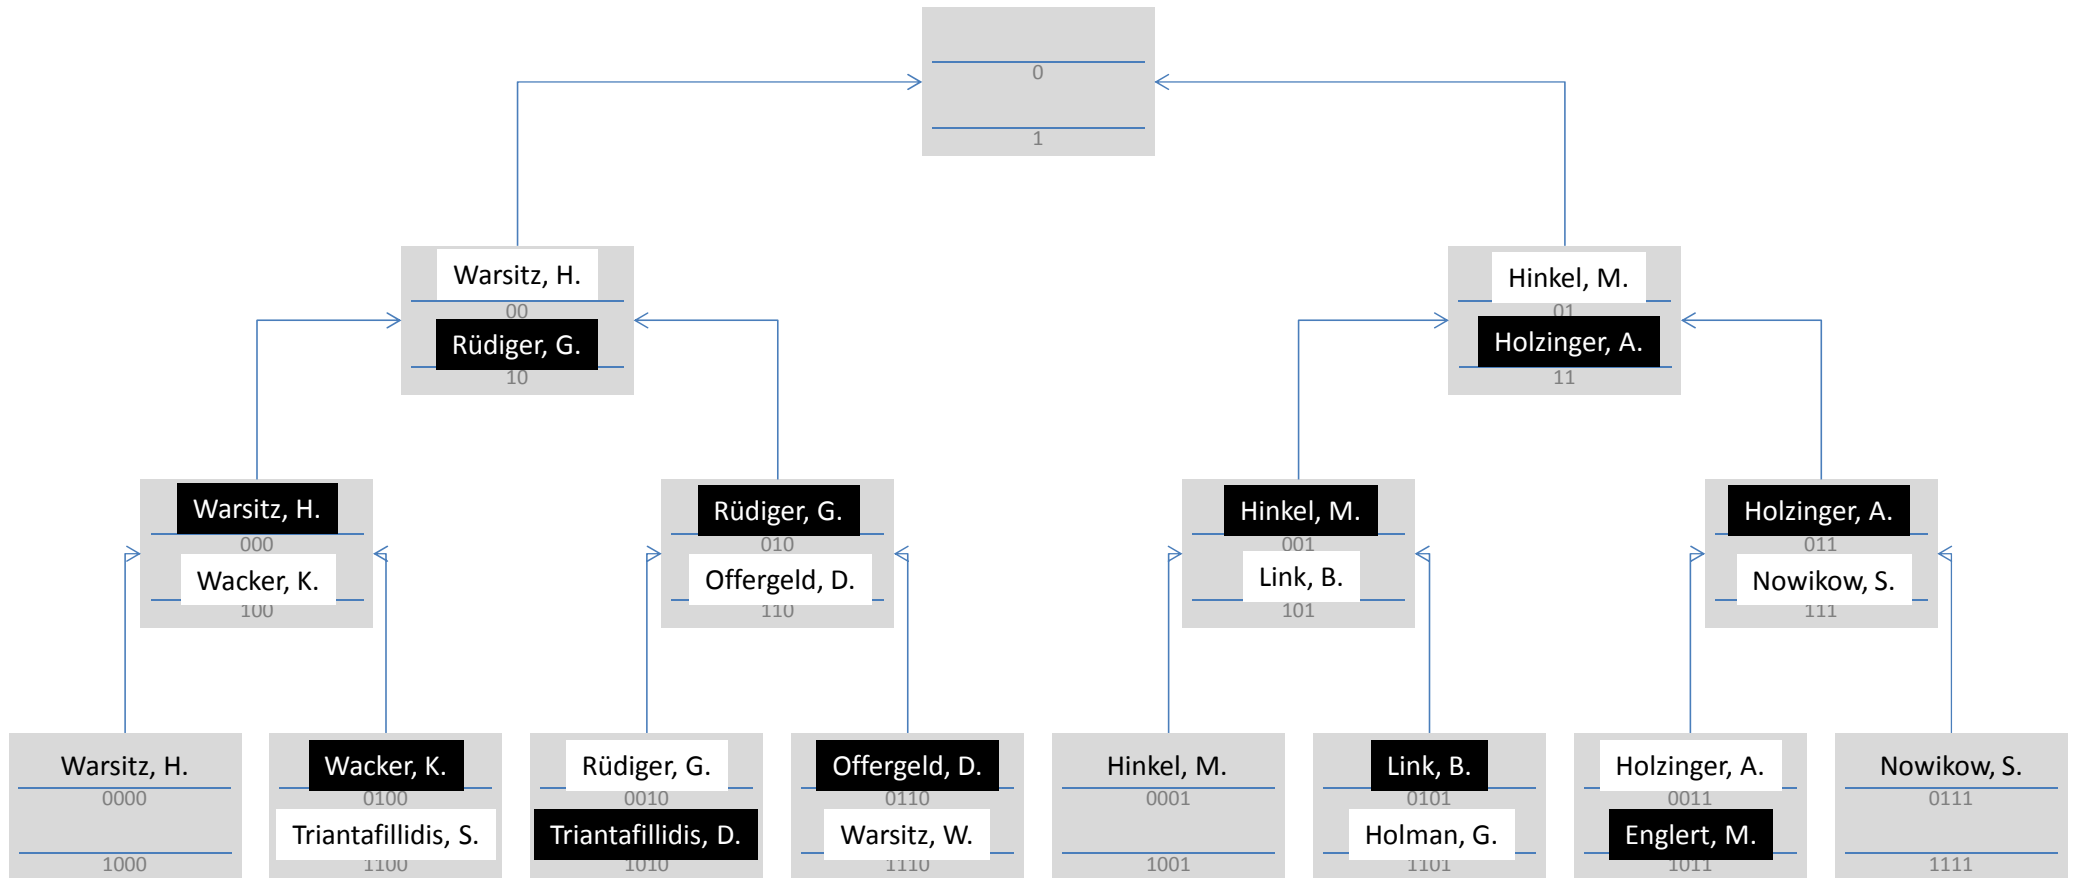 0
1
Warsitz, H.
00
Rüdiger, G.
10
Hinkel, M.
01
Holzinger, A.
11
Warsitz, H.
000
Wacker, K.
100
Rüdiger, G.
010
Offergeld, D.
110
Hinkel, M.
001
Link, B.
101
Holzinger, A.
011
Nowikow, S.
111
Warsitz, H.
0000
1000
Wacker, K.
0100
Triantafillidis, S.
1100
Rüdiger, G.
0010
Triantafillidis, D.
1010
Offergeld, D.
0110
Warsitz, W.
1110
Hinkel, M.
0001
1001
Link, B.
0101
Holman, G.
1101
Holzinger, A.
0011
Englert, M.
1011
Nowikow, S.
0111
1111